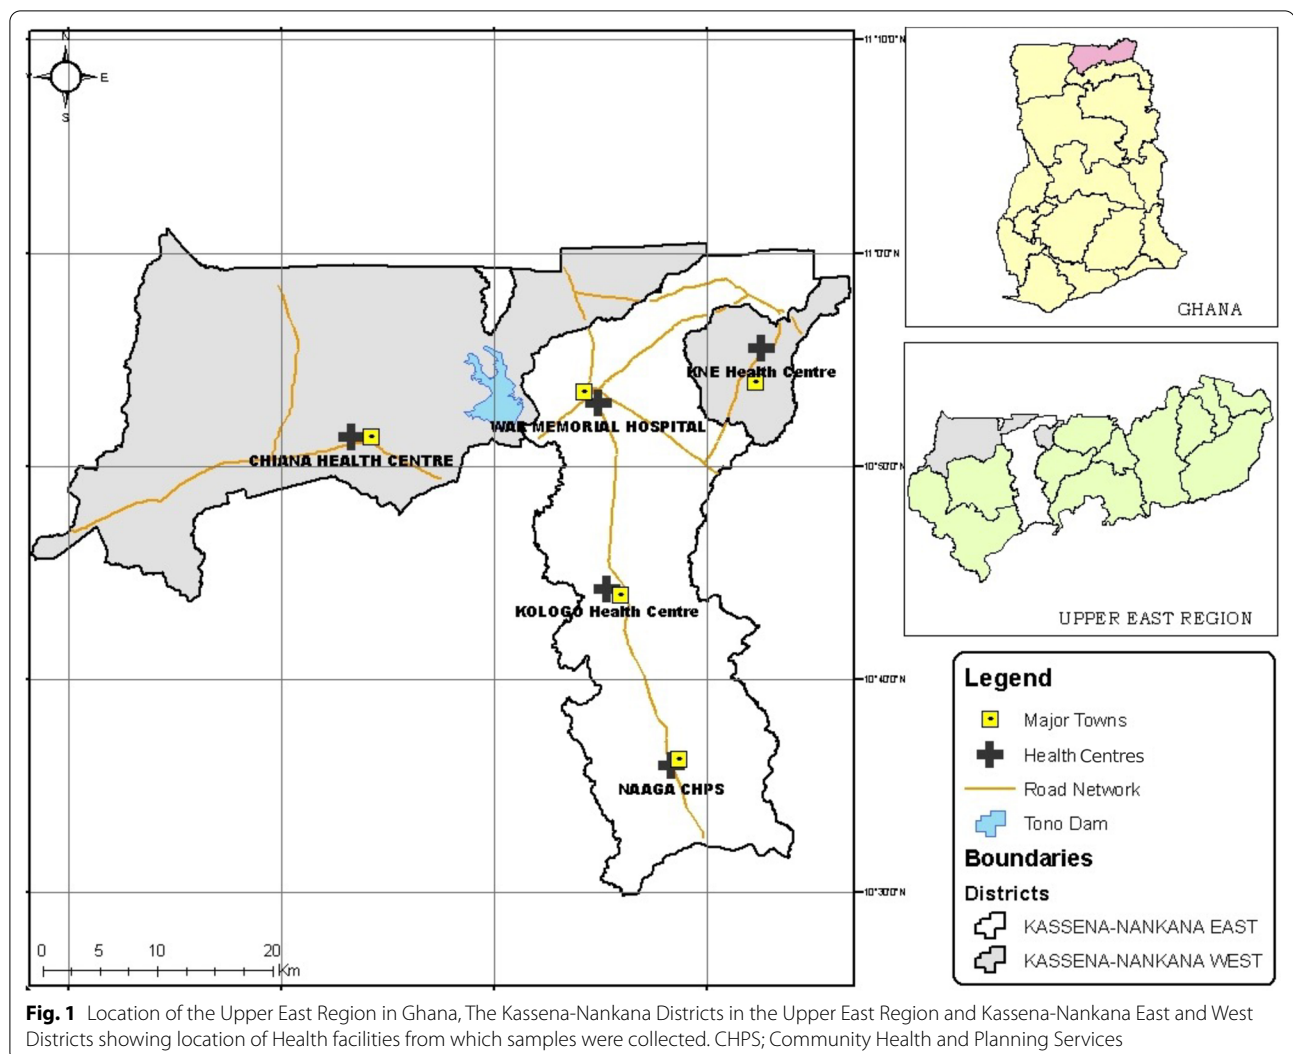 N
E
S
11°10'0"N
11°0'0"N
10°50'0"N
10°40'0"N
10°30'0"N
KNE Health Centre
WAR MEMORIAL HOSPITAL
CHIANA HEALTH CENTRE
KOLOGO Health Centre
NAAGA CHPS
0 5 10 20
Km
GHANA
UPPER EAST REGION
Legend
Major Towns
Health Centres
Road Network
Tono Dam
Boundaries
Districts
KASSENA-NANKANA EAST
KASSENA-NANKANA WEST
Fig. 1 Location of the Upper East Region in Ghana, The Kassena-Nankana Districts in the Upper East Region and Kassena-Nankana East and West
Districts showing location of Health facilities from which samples were collected. CHPS; Community Health and Planning Services